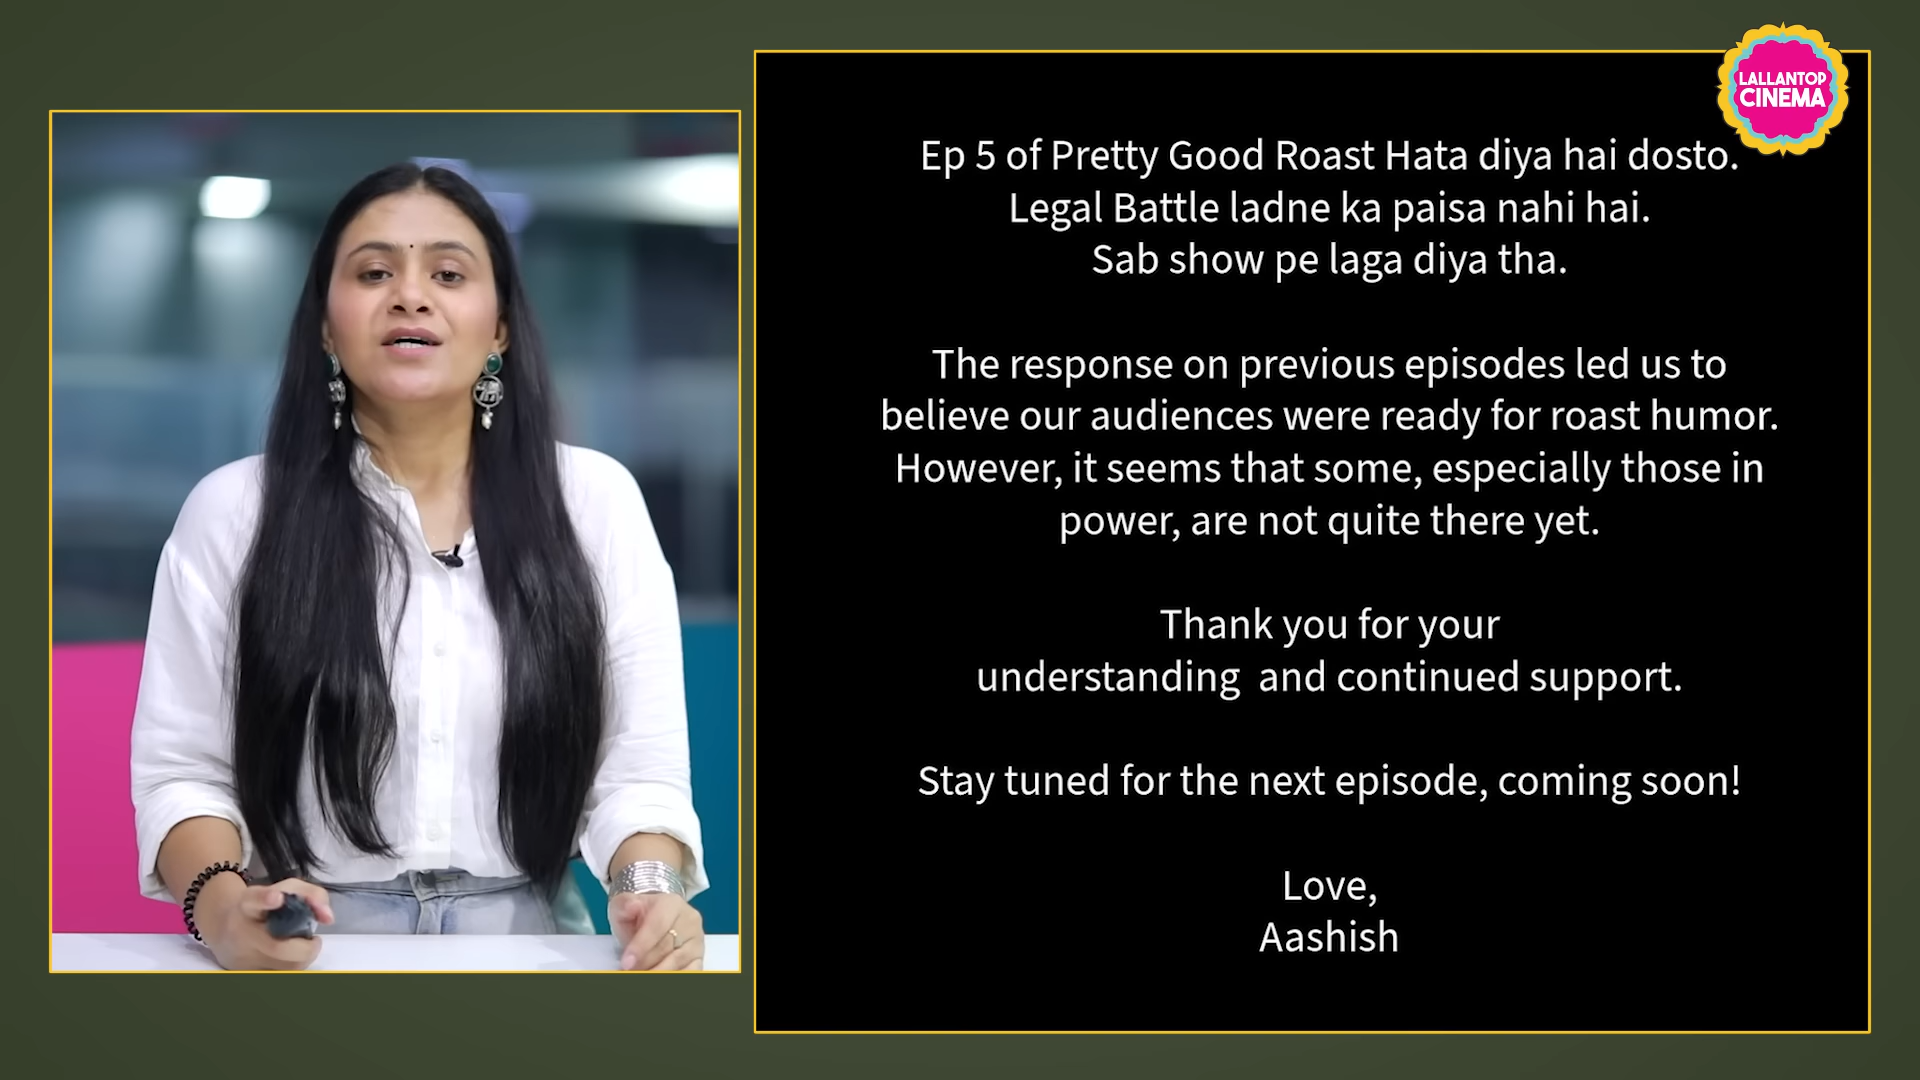 LALLANTOP
CINEMA
Ep 5 of Pretty Good Roast Hata diya hai dosto.
Legal Battle ladne ka paisa nahi hai.
Sab show pe laga diya tha.
The response on previous episodes led us to
believe our audiences were ready for roast humor.
However, it seems that some, especially those in
power, are not quite there yet.
Thank you for your
understanding  and continued support.
Stay tuned for the next episode, coming soon!
Love,
Aashish